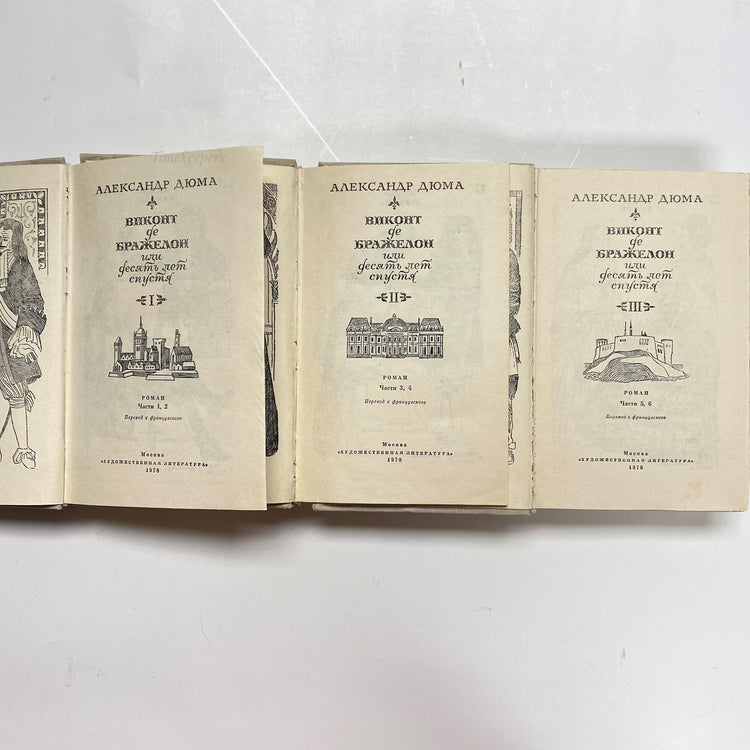 Timekeepers
АЛЕКСАНДР ДЮМА
ВИКОНТ
де
БРАЖЕЛОН
или
десять лет
спустя
I
РОМАН
Части 1, 2
Перевод с французского
Москва
«ХУДОЖЕСТВЕННАЯ ЛИТЕРАТУРА»
1978
АЛЕКСАНДР ДЮМА
ВИКОНТ
де
БРАЖЕЛОН
или
десять лет
спустя
II
РОМАН
Части 3, 4
Перевод с французского
Москва
«ХУДОЖЕСТВЕННАЯ ЛИТЕРАТУРА»
1978
АЛЕКСАНДР ДЮМА
ВИКОНТ
де
БРАЖЕЛОН
или
десять лет
спустя
III
РОМАН
Части 5, 6
Перевод с французского
Москва
«ХУДОЖЕСТВЕННАЯ ЛИТЕРАТУРА»
1978